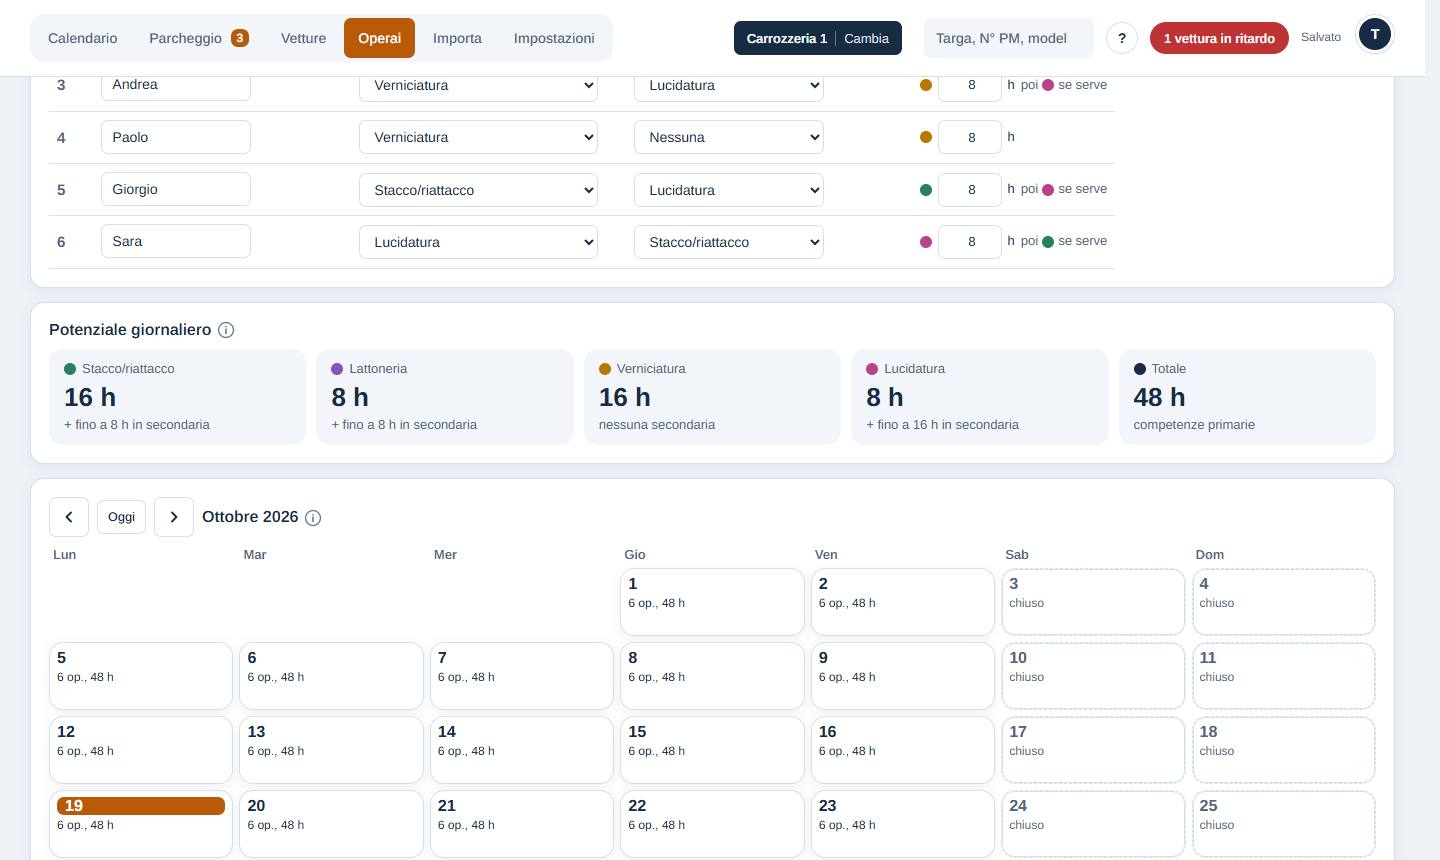 Calendario Parcheggio 3 Vetture Operai Importa Impostazioni Carrozzeria 1 Cambia Targa, N° PM, model ? 1 vettura in ritardo Salvato T
3 Andrea Verniciatura Lucidatura 8 h poi se serve
4 Paolo Verniciatura Nessuna 8 h
5 Giorgio Stacco/riattacco Lucidatura 8 h poi se serve
6 Sara Lucidatura Stacco/riattacco 8 h poi se serve
Potenziale giornaliero
Stacco/riattacco Lattoneria Verniciatura Lucidatura Totale
16 h 8 h 16 h 8 h 48 h
+ fino a 8 h in secondaria + fino a 8 h in secondaria nessuna secondaria + fino a 16 h in secondaria competenze primarie
Oggi Ottobre 2026
Lun Mar Mer Gio Ven Sab Dom
1 2 3 4
6 op., 48 h 6 op., 48 h chiuso chiuso
5 6 7 8 9 10 11
6 op., 48 h 6 op., 48 h 6 op., 48 h 6 op., 48 h 6 op., 48 h chiuso chiuso
12 13 14 15 16 17 18
6 op., 48 h 6 op., 48 h 6 op., 48 h 6 op., 48 h 6 op., 48 h chiuso chiuso
19 20 21 22 23 24 25
6 op., 48 h 6 op., 48 h 6 op., 48 h 6 op., 48 h 6 op., 48 h chiuso chiuso